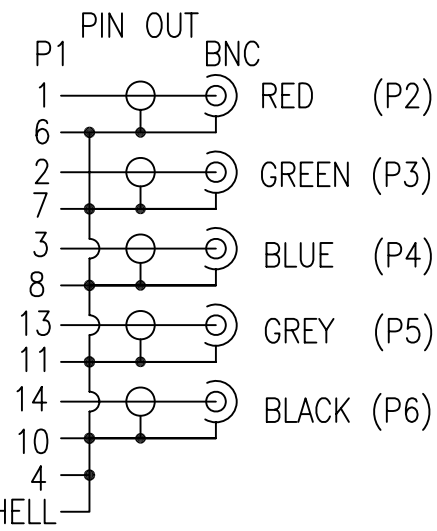 PIN OUT
P1 BNC
1 RED (P2)
6
2 GREEN (P3)
7
3 BLUE (P4)
8
13 GREY (P5)
11
14 BLACK (P6)
10
4
HELL